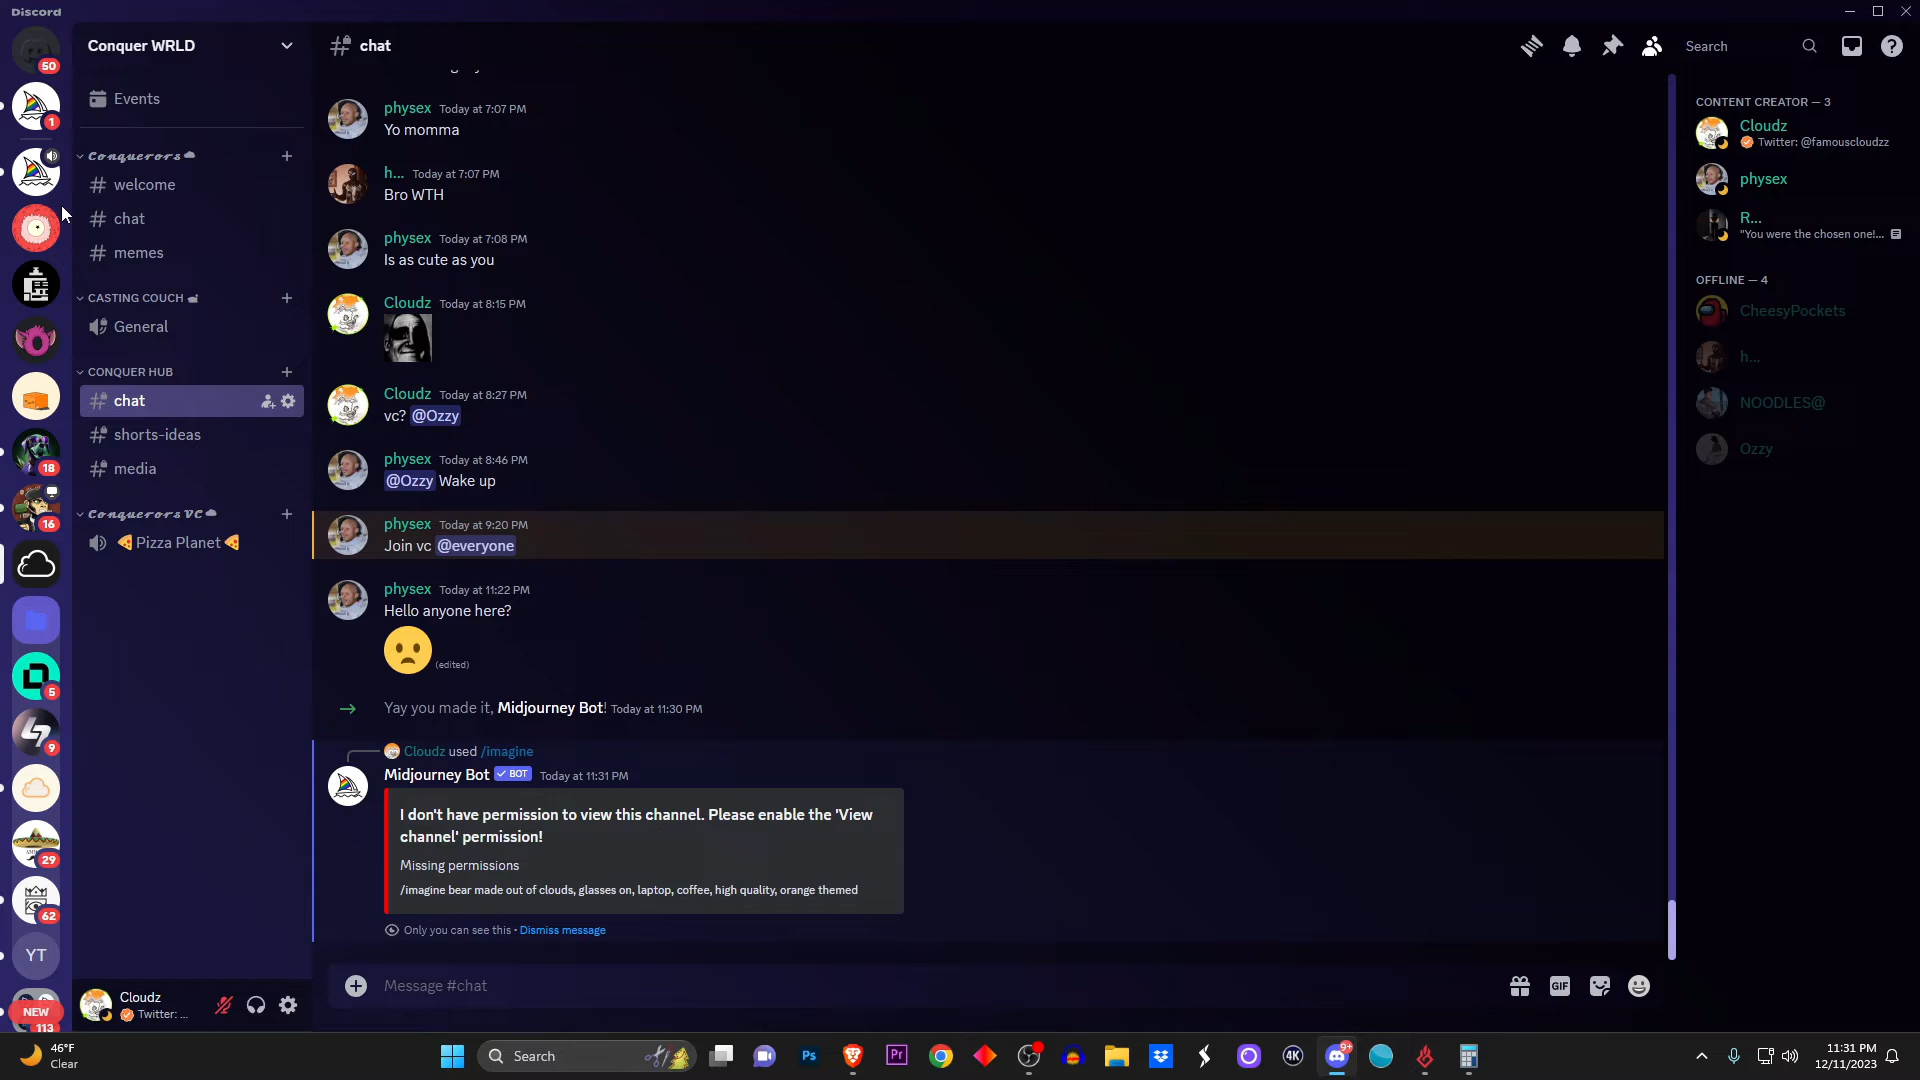 Discord
50
1
18
16
5
9
29
62
YT
NEW
113
Conquer WRLD
Events
Conquerors
welcome
chat
memes
CASTING COUCH
General
CONQUER HUB
chat
shorts-ideas
media
Conquerors VC
Pizza Planet
Cloudz
Twitter: ...
chat
Search
physex Today at 7:07 PM
Yo momma
h... Today at 7:07 PM
Bro WTH
physex Today at 7:08 PM
Is as cute as you
Cloudz Today at 8:15 PM
Cloudz Today at 8:27 PM
vc? @Ozzy
physex Today at 8:46 PM
@Ozzy Wake up
physex Today at 9:20 PM
Join vc @everyone
physex Today at 11:22 PM
Hello anyone here?
(edited)
Yay you made it, Midjourney Bot! Today at 11:30 PM
Cloudz used /imagine
Midjourney Bot BOT Today at 11:31 PM
I don't have permission to view this channel. Please enable the 'View
channel' permission!
Missing permissions
/imagine bear made out of clouds, glasses on, laptop, coffee, high quality, orange themed
Only you can see this • Dismiss message
Message #chat
GIF
CONTENT CREATOR — 3
Cloudz
Twitter: @famouscloudzz
physex
R...
"You were the chosen one!...
OFFLINE — 4
CheesyPockets
h...
NOODLES@
Ozzy
46°F
Clear
Search
Ps
Pr
4K
9+
11:31 PM
12/11/2023